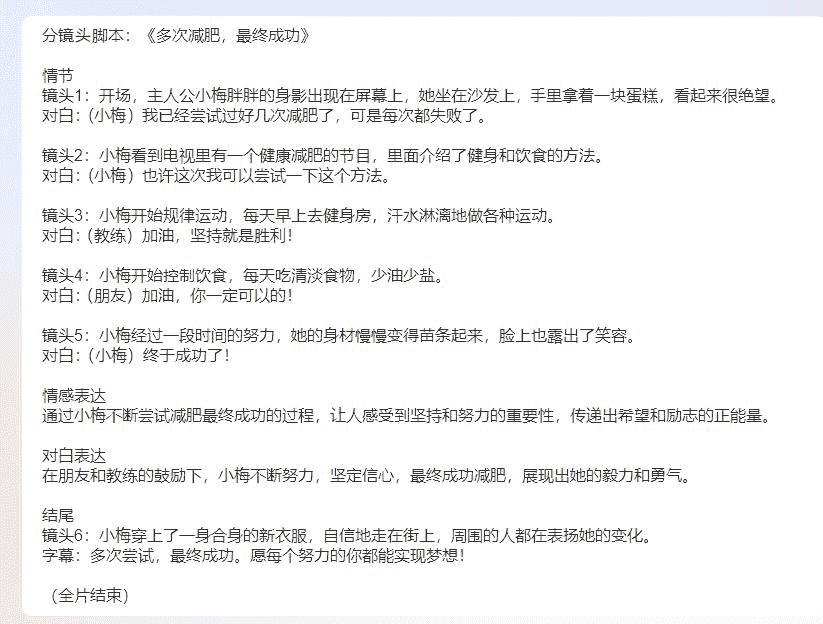 分镜头脚本：《多次减肥，最终成功》
情节
镜头1：开场，主人公小梅胖胖的身影出现在屏幕上，她坐在沙发上，手里拿着一块蛋糕，看起来很绝望。
对白：（小梅）我已经尝试过好几次减肥了，可是每次都失败了。
镜头2：小梅看到电视里有一个健康减肥的节目，里面介绍了健身和饮食的方法。
对白：（小梅）也许这次我可以尝试一下这个方法。
镜头3：小梅开始规律运动，每天早上去健身房，汗水淋漓地做各种运动。
对白：（教练）加油，坚持就是胜利！
镜头4：小梅开始控制饮食，每天吃清淡食物，少油少盐。
对白：（朋友）加油，你一定可以的！
镜头5：小梅经过一段时间的努力，她的身材慢慢变得苗条起来，脸上也露出了笑容。
对白：（小梅）终于成功了！
情感表达
通过小梅不断尝试减肥最终成功的过程，让人感受到坚持和努力的重要性，传递出希望和励志的正能量。
对白表达
在朋友和教练的鼓励下，小梅不断努力，坚定信心，最终成功减肥，展现出她的毅力和勇气。
结尾
镜头6：小梅穿上了一身合身的新衣服，自信地走在街上，周围的人都在表扬她的变化。
字幕：多次尝试，最终成功。愿每个努力的你都能实现梦想！
（全片结束）